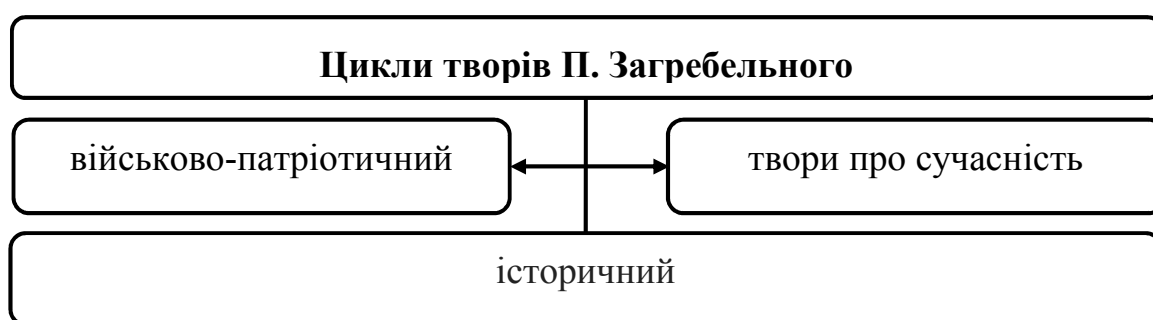 Цикли творів П. Загребельного
військово-патріотичний
твори про сучасність
історичний